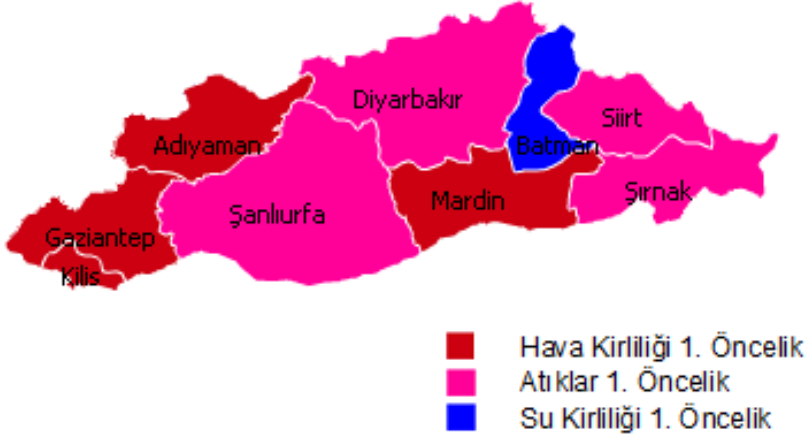 Diyarbakır
Siirt
Adıyaman
Batman
Şırnak
Mardin
Şanlıurfa
Gaziantep
Kilis
Hava Kirliliği 1. Öncelik
Atıklar 1. Öncelik
Su Kirliliği 1. Öncelik